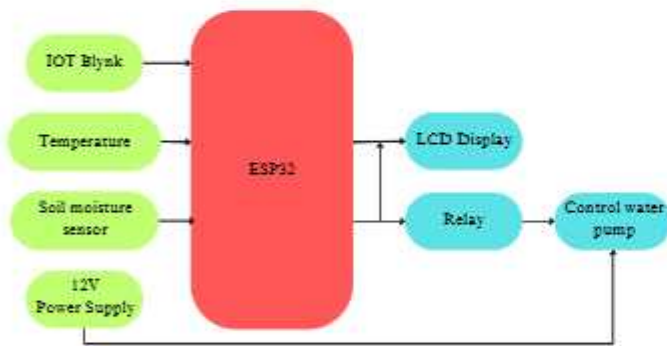 IOT Blynk
Temperature
Soil moisture
sensor
12V
Power Supply
ESP32
LCD Display
Relay
Control water
pump